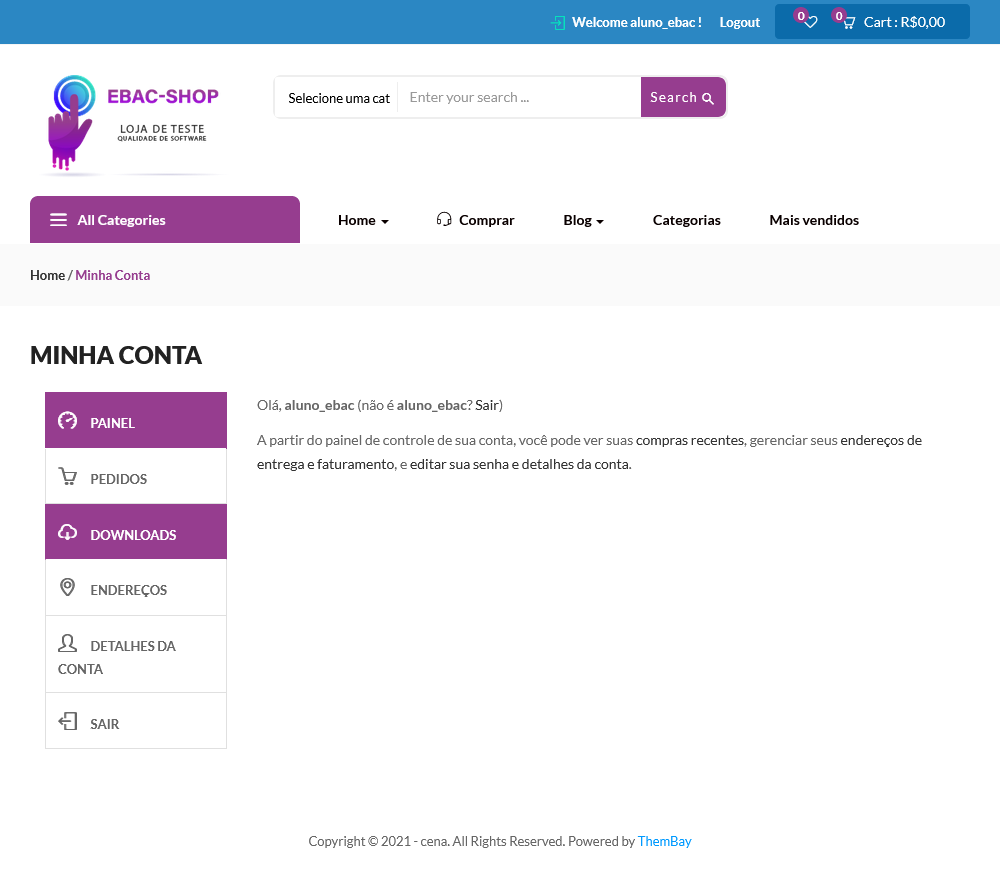 Welcome aluno_ebac ! Logout 0 0 Cart : R$0,00
EBAC-SHOP
LOJA DE TESTE
QUALIDADE DE SOFTWARE
Selecione uma cat Enter your search ... Search
All Categories Home Comprar Blog Categorias Mais vendidos
Home / Minha Conta
MINHA CONTA
PAINEL
PEDIDOS
DOWNLOADS
ENDEREÇOS
DETALHES DA
CONTA
SAIR
Olá, aluno_ebac (não é aluno_ebac? Sair)
A partir do painel de controle de sua conta, você pode ver suas compras recentes, gerenciar seus endereços de
entrega e faturamento, e editar sua senha e detalhes da conta.
Copyright © 2021 - cena. All Rights Reserved. Powered by ThemBay